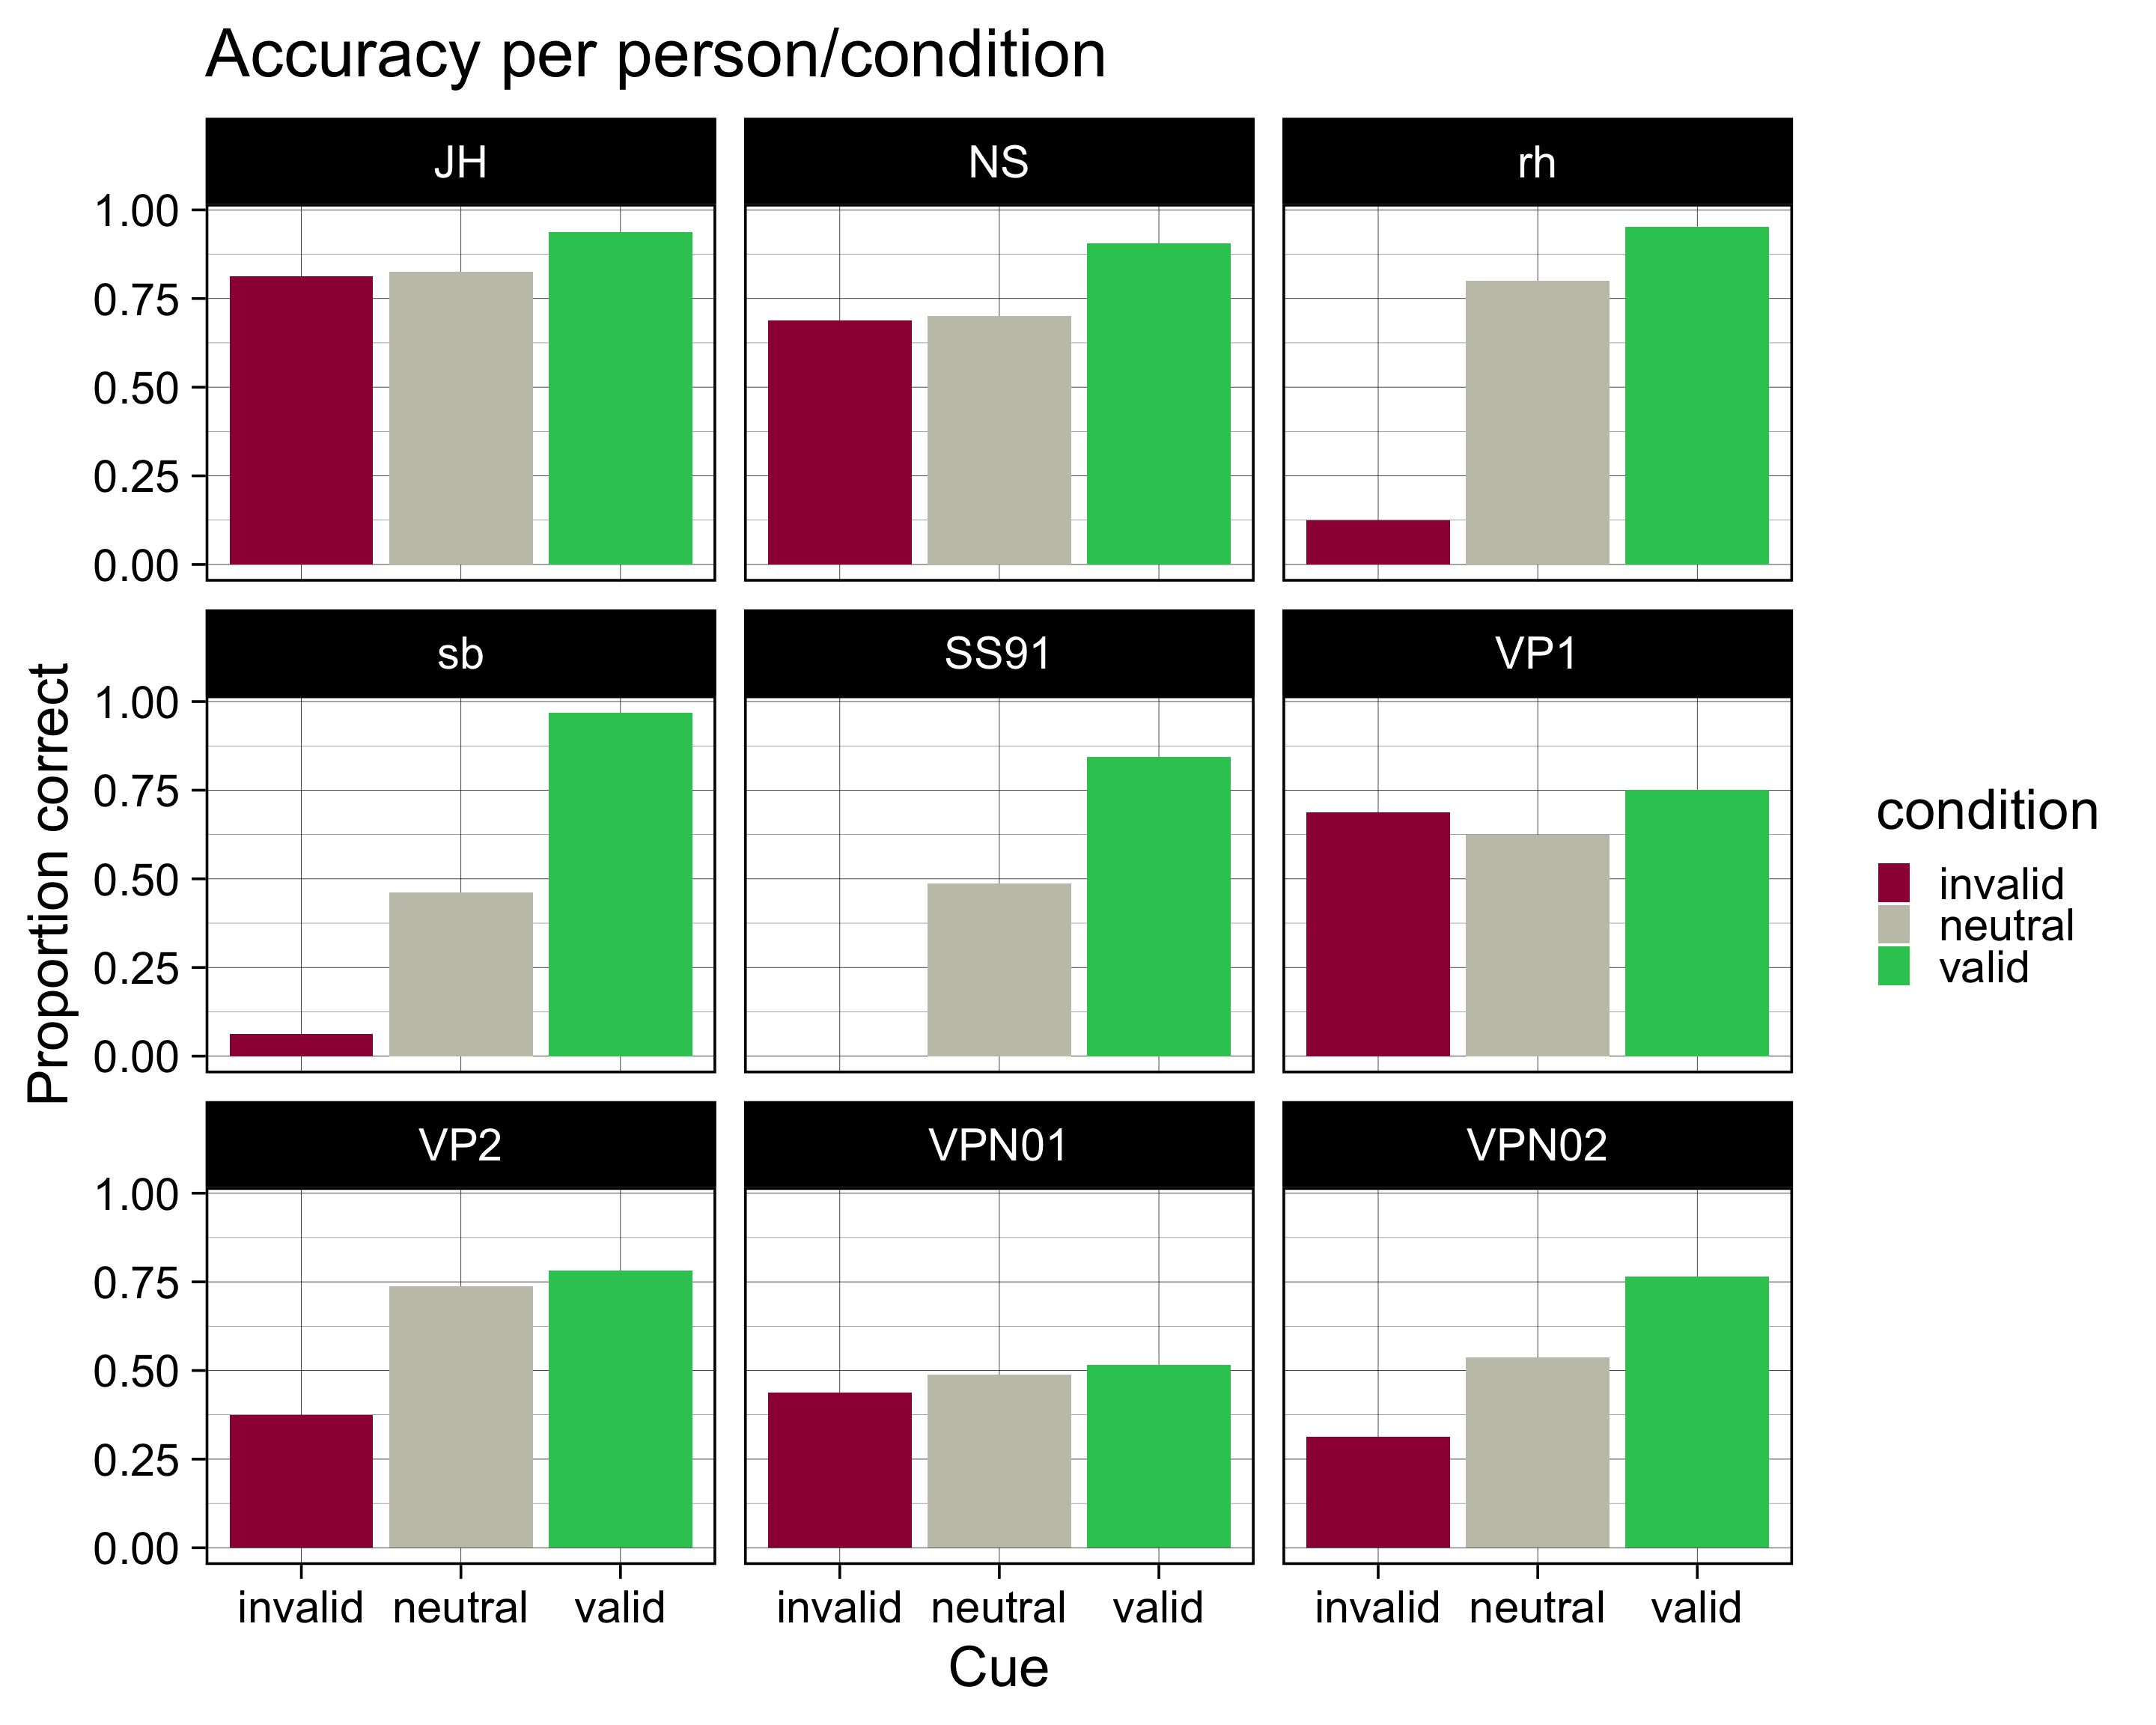 Accuracy per person/condition
JH
NS
rh
1.00
0.75
0.50
0.25
0.00
sb
SS91
VP1
1.00
0.75
0.50
0.25
0.00
VP2
VPN01
VPN02
1.00
0.75
0.50
0.25
0.00
invalid neutral valid
invalid neutral valid
invalid neutral valid
Cue
Proportion correct
condition
invalid
neutral
valid